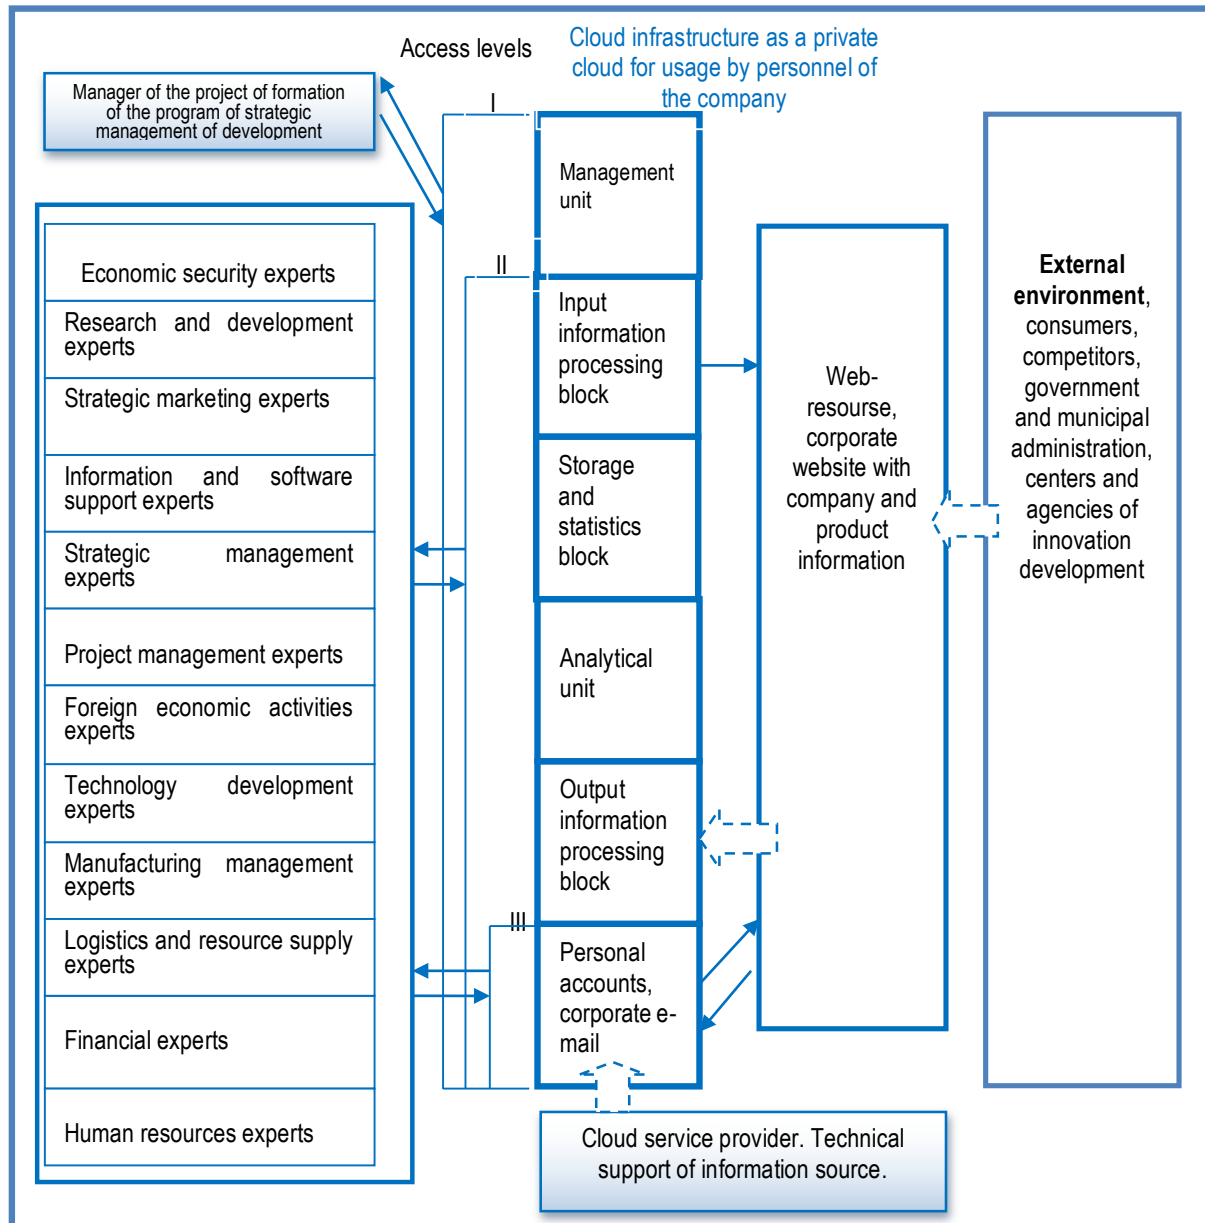 Access levels
Cloud infrastructure as a private
cloud for usage by personnel of
the company
Manager of the project of formation
of the program of strategic
management of development
I
II
III
Economic security experts
Research and development
experts
Strategic marketing experts
Information and software
support experts
Strategic management
experts
Project management experts
Foreign economic activities
experts
Technology development
experts
Manufacturing management
experts
Logistics and resource supply
experts
Financial experts
Human resources experts
Management
unit
Input
information
processing
block
Storage
and
statistics
block
Analytical
unit
Output
information
processing
block
Personal
accounts,
corporate e-
mail
Web-
resourse,
corporate
website with
company and
product
information
External
environment,
consumers,
competitors,
government
and municipal
administration,
centers and
agencies of
innovation
development
Cloud service provider. Technical
support of information source.